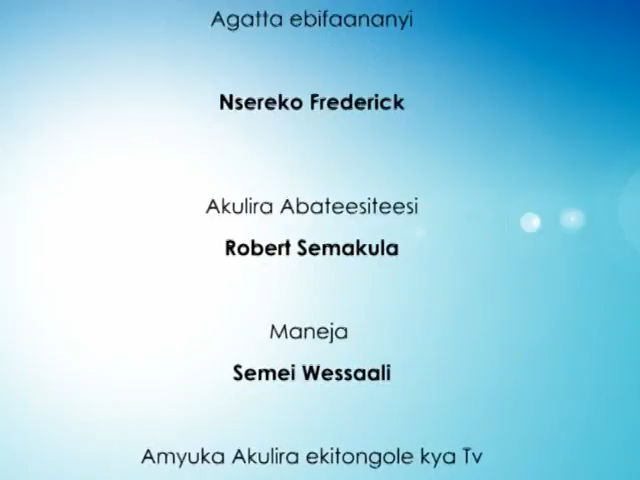 Agatta ebifaananyi
Nsereko Frederick
Akulira Abateesiteesi
Robert Semakula
Maneja
Semei Wessaali
Amyuka Akulira ekitongole kya Tv